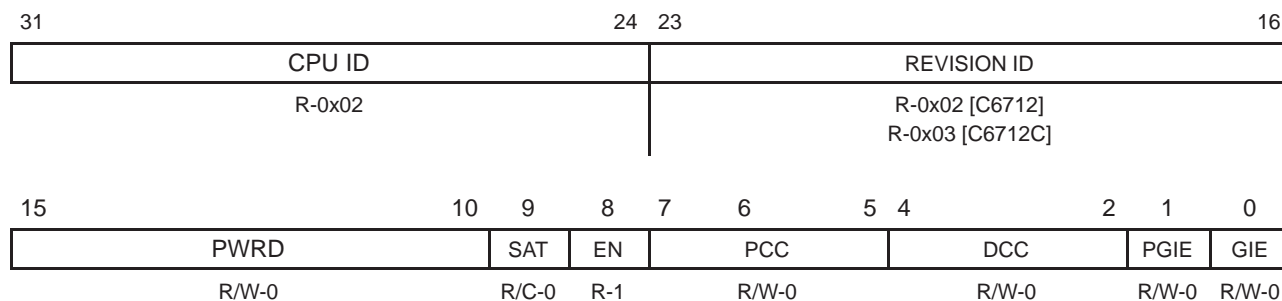 31 24 23 16
CPU ID REVISION ID
R-0x02 R-0x02 [C6712]
R-0x03 [C6712C]
15 10 9 8 7 6 5 4 2 1 0
PWRD SAT EN PCC DCC PGIE GIE
R/W-0 R/C-0 R-1 R/W-0 R/W-0 R/W-0 R/W-0